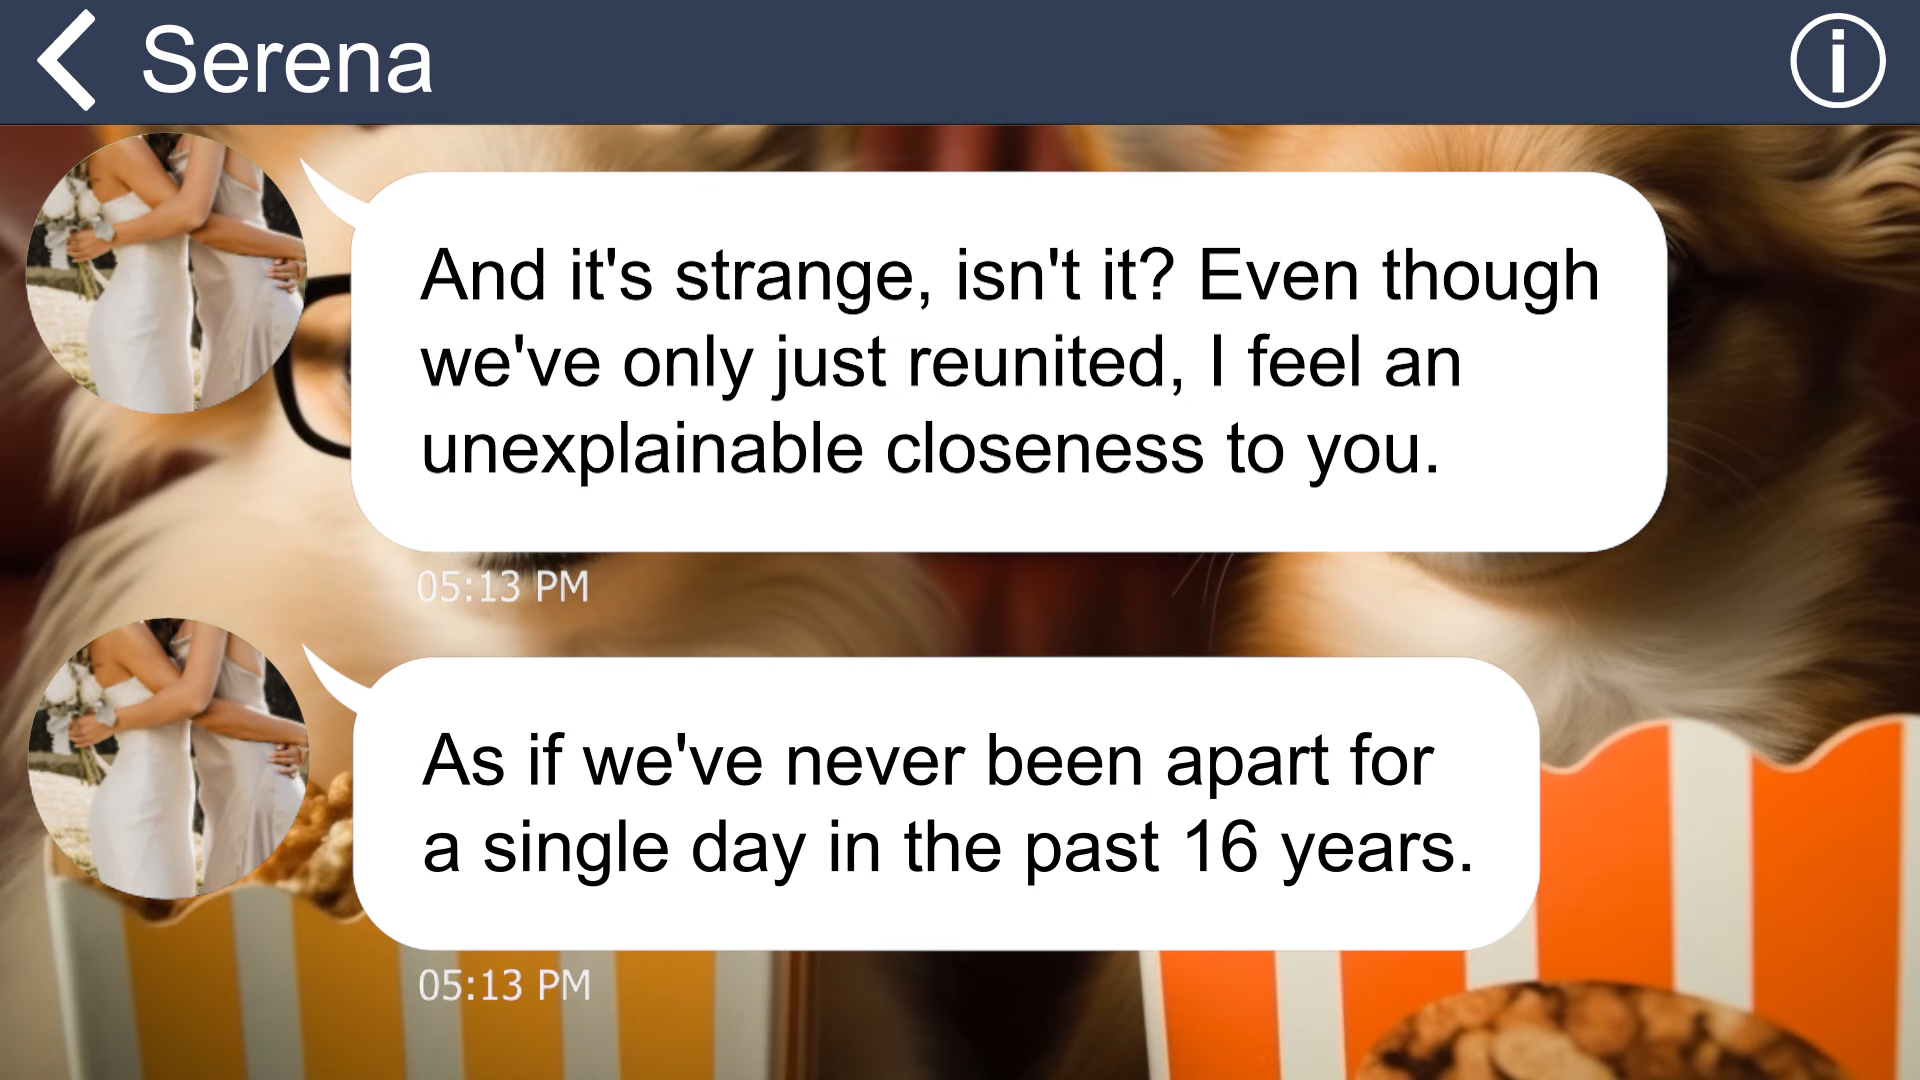 Serena
And it's strange, isn't it? Even though
we've only just reunited, I feel an
unexplainable closeness to you.
05:13 PM
As if we've never been apart for
a single day in the past 16 years.
05:13 PM